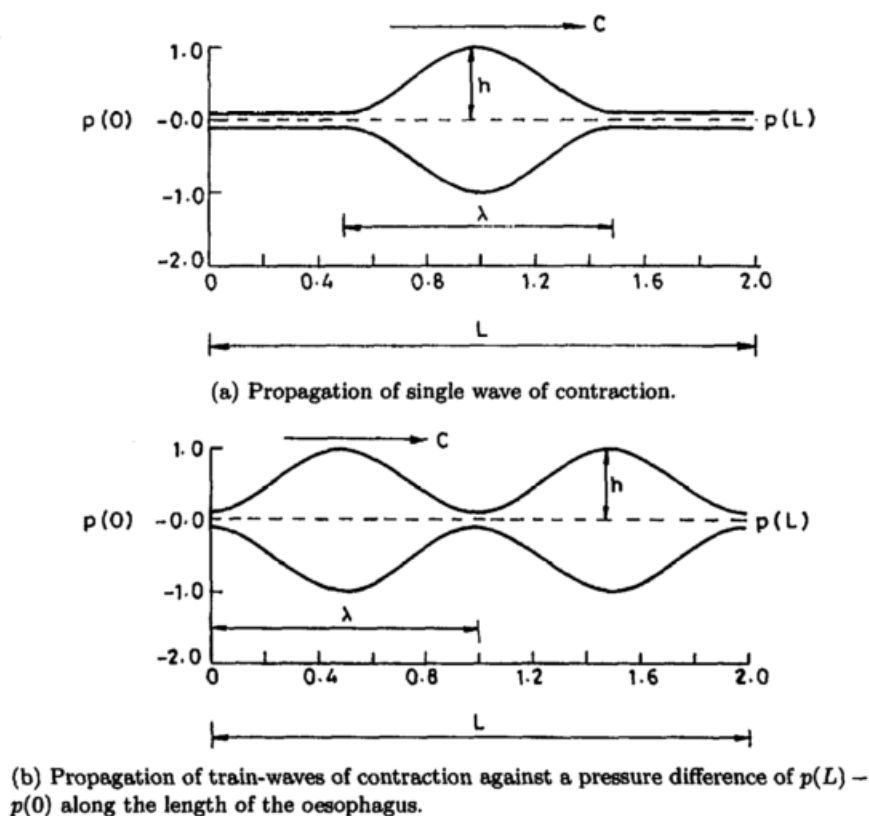 C
1.0
h
p(0) -0.0 p(L)
-1.0
λ
-2.0
0 0.4 0.8 1.2 1.6 2.0
L
(a) Propagation of single wave of contraction.
C
1.0
h
p(0) -0.0 p(L)
-1.0
λ
-2.0
0 0.4 0.8 1.2 1.6 2.0
L
(b) Propagation of train-waves of contraction against a pressure difference of p(L) –
p(0) along the length of the oesophagus.